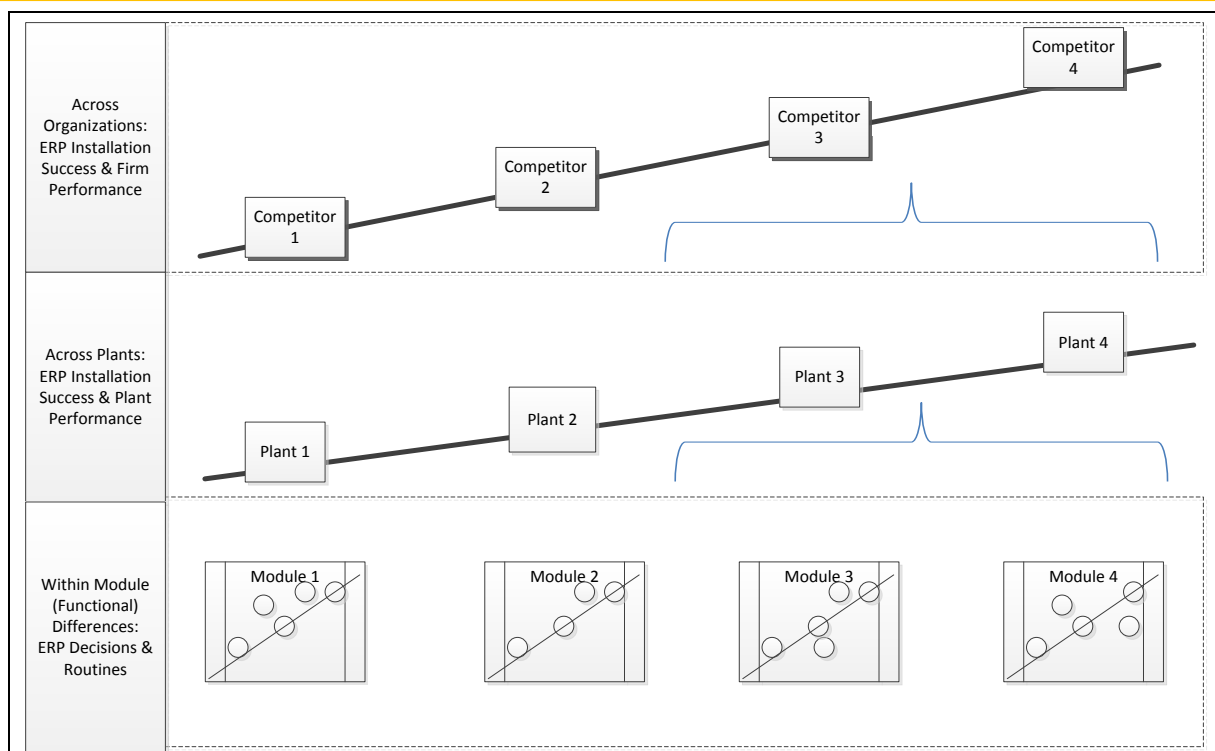 Across
Organizations:
ERP Installation
Success & Firm
Performance
Competitor
1
Competitor
2
Competitor
3
Competitor
4
Across Plants:
ERP Installation
Success & Plant
Performance
Plant 1
Plant 2
Plant 3
Plant 4
Within Module
(Functional)
Differences:
ERP Decisions &
Routines
Module 1
Module 2
Module 3
Module 4